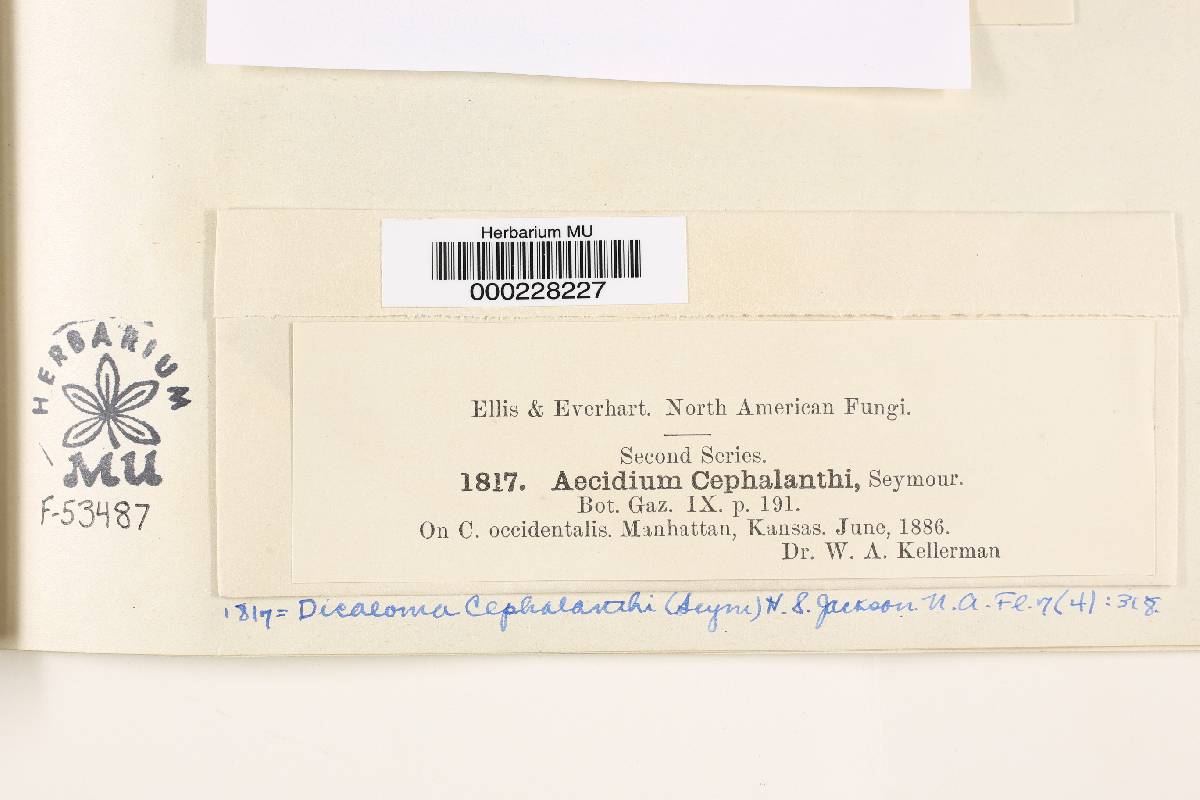 Herbarium MU
000228227
HERBARIUM
MU
F-53487
Ellis & Everhart. North American Fungi.
Second Series.
1817. Aecidium Cephalanthi, Seymour.
Bot. Gaz. IX. p. 191.
On C. occidentalis. Manhattan, Kansas. June, 1886.
Dr. W. A. Kellerman
1817 = Dicaeoma Cephalanthi (Seym) H. S. Jackson. N. A. Fl. 7(4): 318.